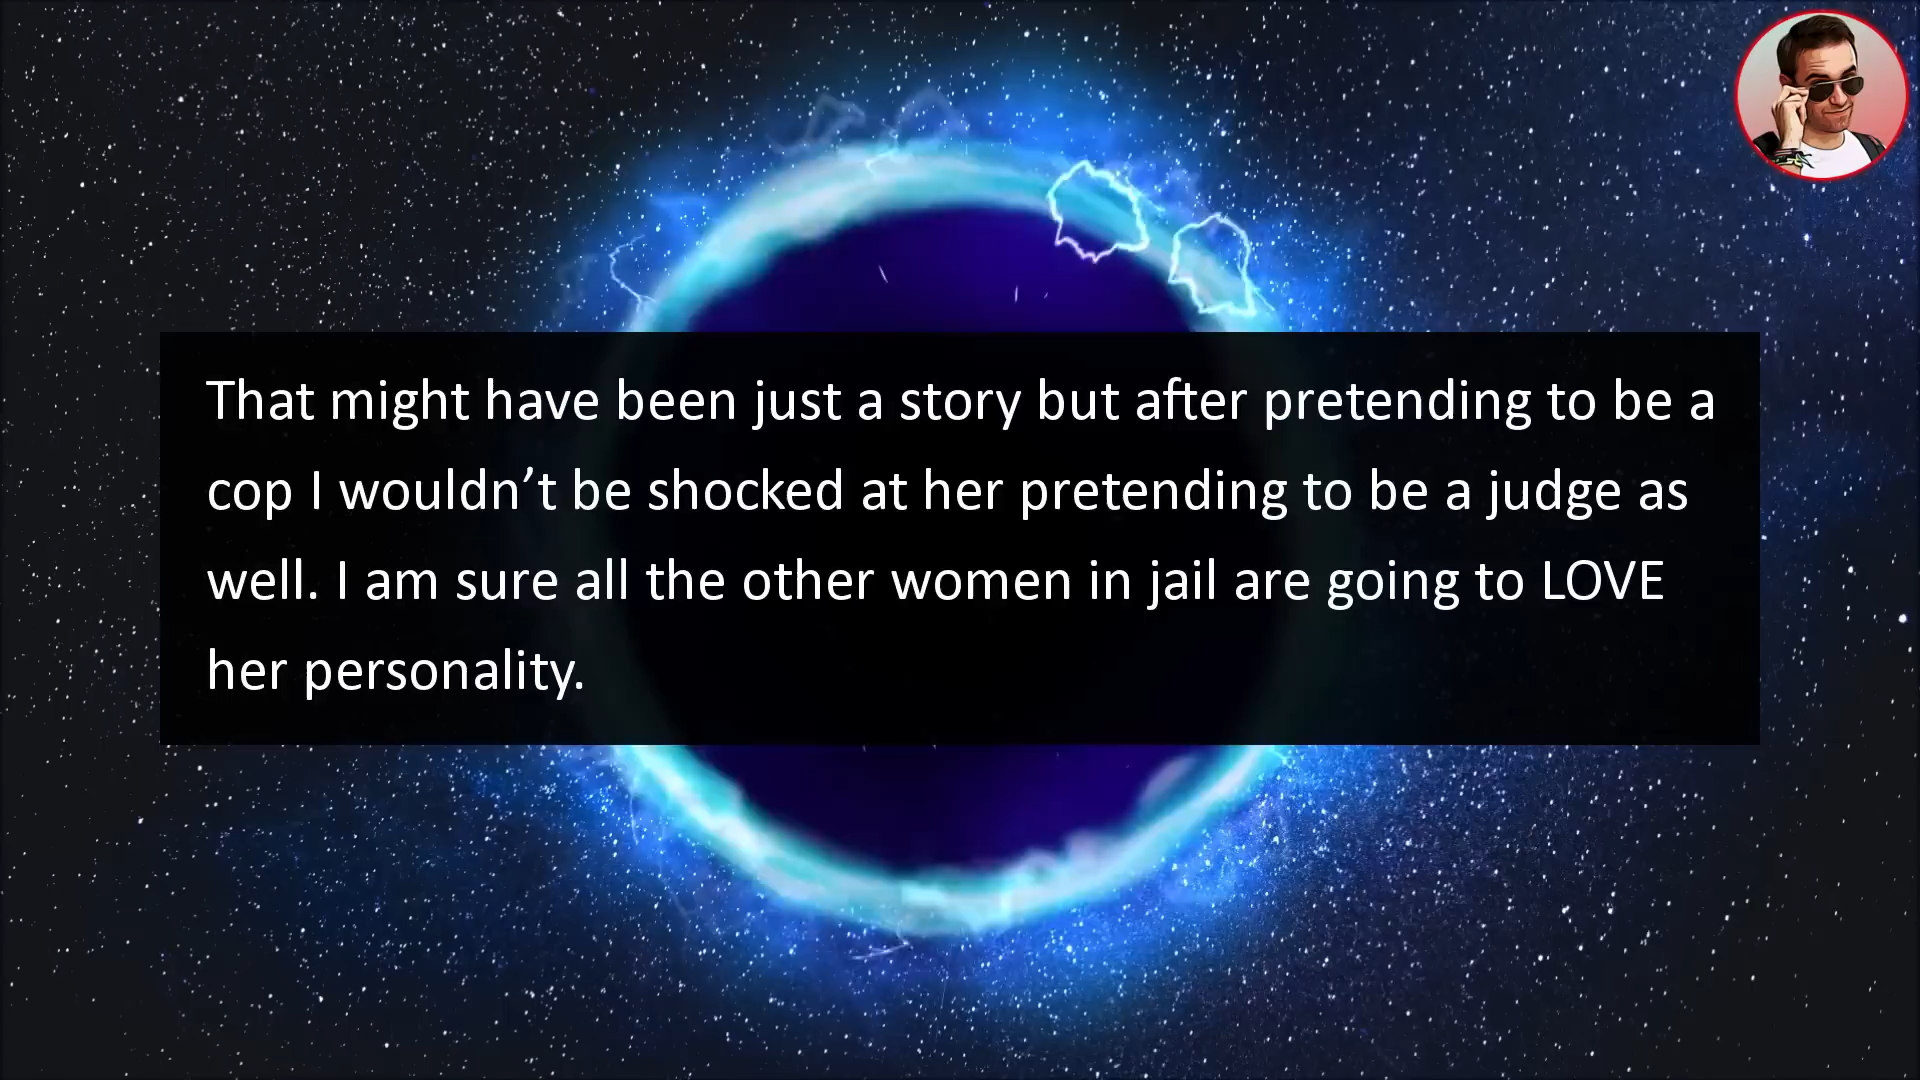 That might have been just a story but after pretending to be a
cop I wouldn’t be shocked at her pretending to be a judge as
well. I am sure all the other women in jail are going to LOVE
her personality.